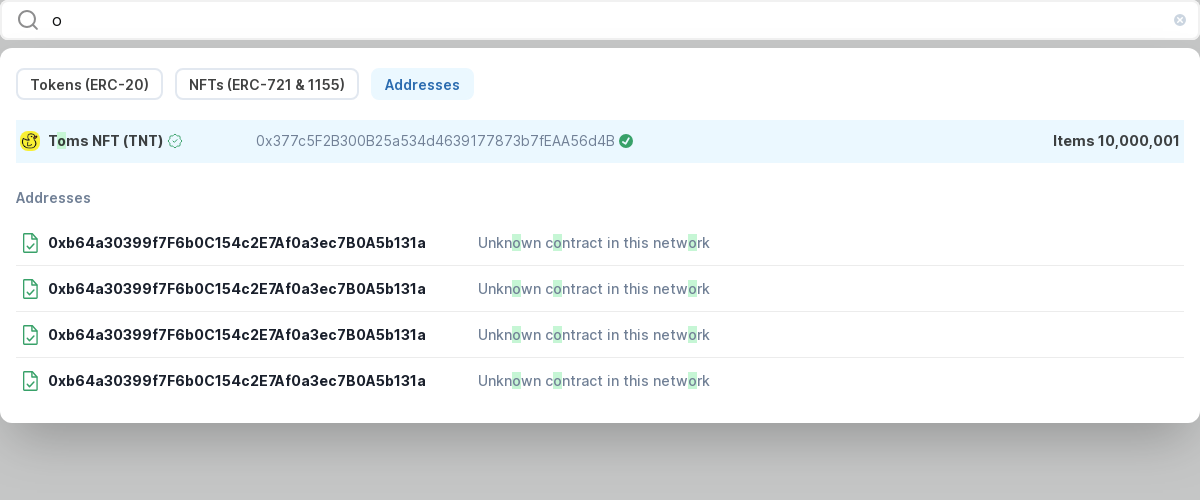 o
Tokens (ERC-20) NFTs (ERC-721 & 1155) Addresses
Toms NFT (TNT) 0x377c5F2B300B25a534d4639177873b7fEAA56d4B Items 10,000,001
Addresses
0xb64a30399f7F6b0C154c2E7Af0a3ec7B0A5b131a Unknown contract in this network
0xb64a30399f7F6b0C154c2E7Af0a3ec7B0A5b131a Unknown contract in this network
0xb64a30399f7F6b0C154c2E7Af0a3ec7B0A5b131a Unknown contract in this network
0xb64a30399f7F6b0C154c2E7Af0a3ec7B0A5b131a Unknown contract in this network